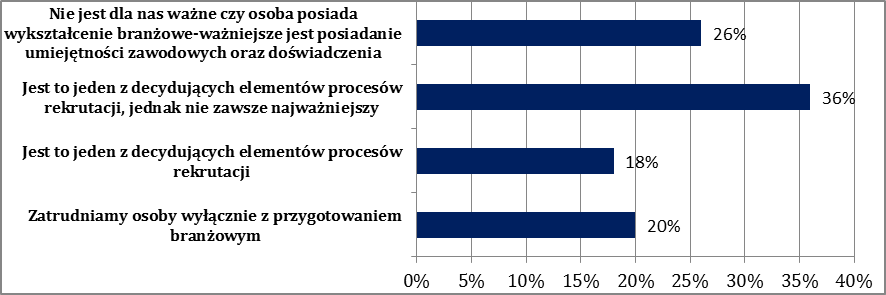 Nie jest dla nas ważne czy osoba posiada
wykształcenie branżowe-ważniejsze jest posiadanie
umiejętności zawodowych oraz doświadczenia
26%
Jest to jeden z decydujących elementów procesów
rekrutacji, jednak nie zawsze najważniejszy
36%
Jest to jeden z decydujących elementów procesów
rekrutacji
18%
Zatrudniamy osoby wyłącznie z przygotowaniem
branżowym
20%
0% 5% 10% 15% 20% 25% 30% 35% 40%